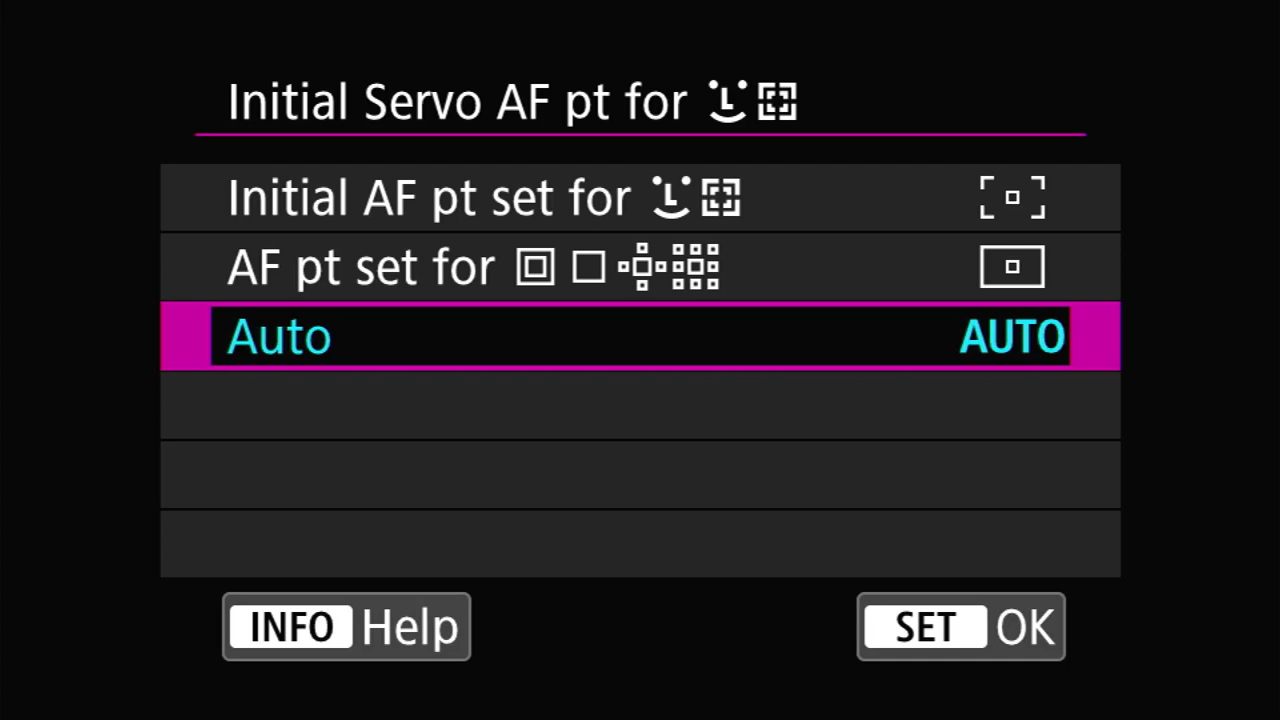 Initial Servo AF pt for
Initial AF pt set for
AF pt set for
Auto AUTO
INFO Help
SET OK